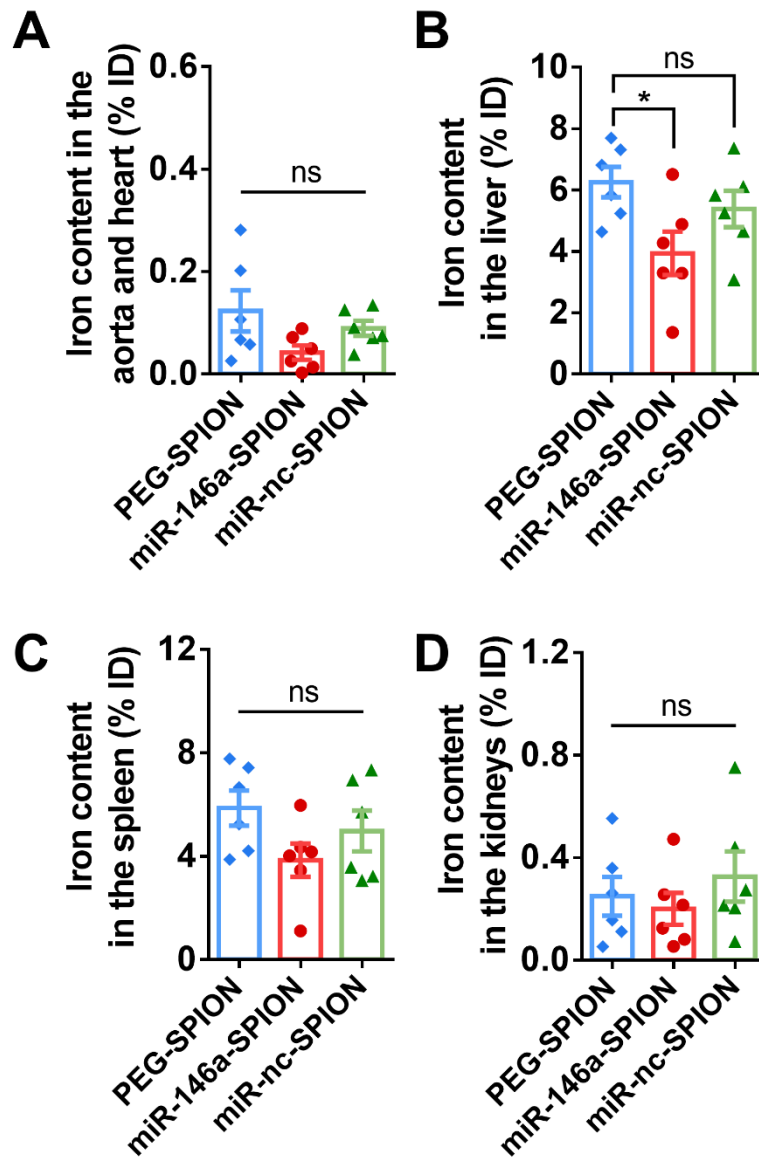 A
Iron content in the
aorta and heart (% ID)
0.6
0.4
0.2
0.0
ns
PEG-SPION
miR-146a-SPION
miR-nc-SPION
B
Iron content
in the liver (% ID)
10
8
6
4
2
0
ns
*
PEG-SPION
miR-146a-SPION
miR-nc-SPION
C
Iron content
in the spleen (% ID)
12
8
4
0
ns
PEG-SPION
miR-146a-SPION
miR-nc-SPION
D
Iron content
in the kidneys (% ID)
1.2
0.8
0.4
0.0
ns
PEG-SPION
miR-146a-SPION
miR-nc-SPION